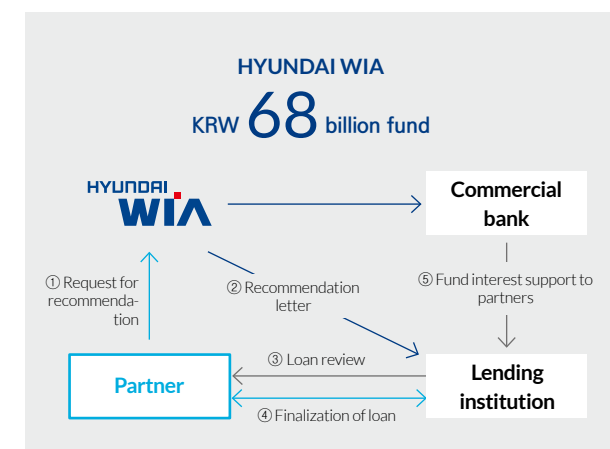 HYUNDAI WIA
KRW 68 billion fund
HYUNDAI
WIA
Commercial
bank
① Request for
recommenda-
tion
② Recommendation
letter
⑤ Fund interest support to
partners
③ Loan review
Partner
Lending
institution
④ Finalization of loan